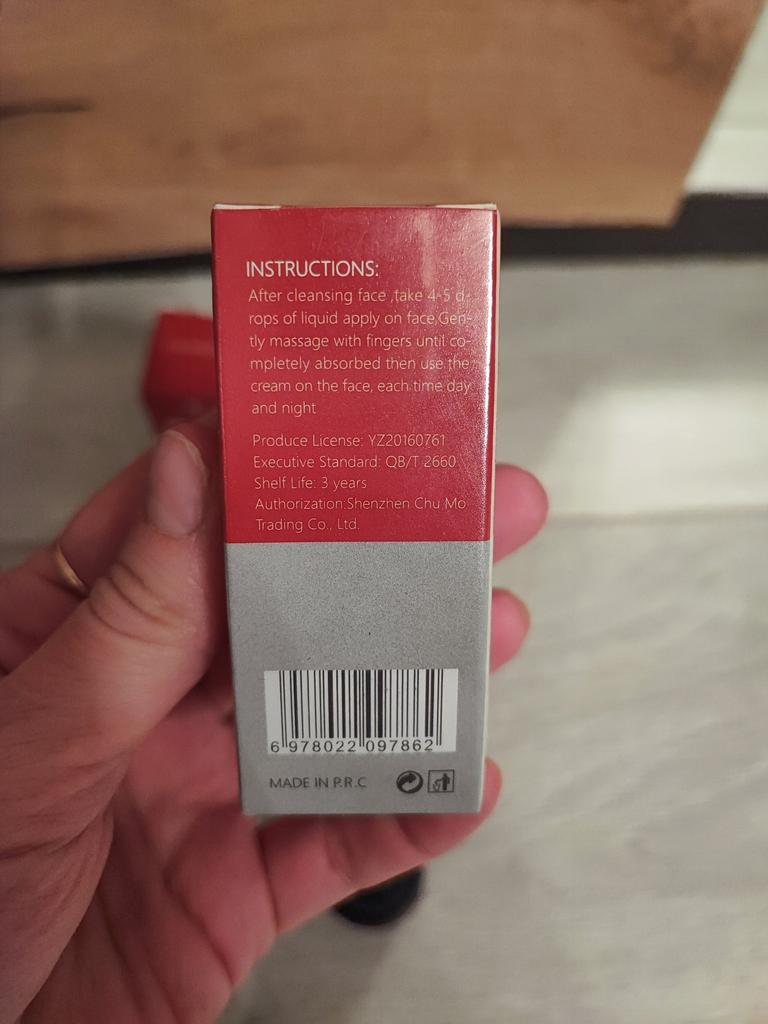 INSTRUCTIONS:
After cleansing face ,take 4-5 d-
rops of liquid apply on face,Gen-
tly massage with fingers until co-
mpletely absorbed then use the
cream on the face, each time day
and night
Produce License: YZ20160761
Executive Standard: QB/T 2660
Shelf Life: 3 years
Authorization:Shenzhen Chu Mo
Trading Co., Ltd.
6 978022 097862
MADE IN P.R.C